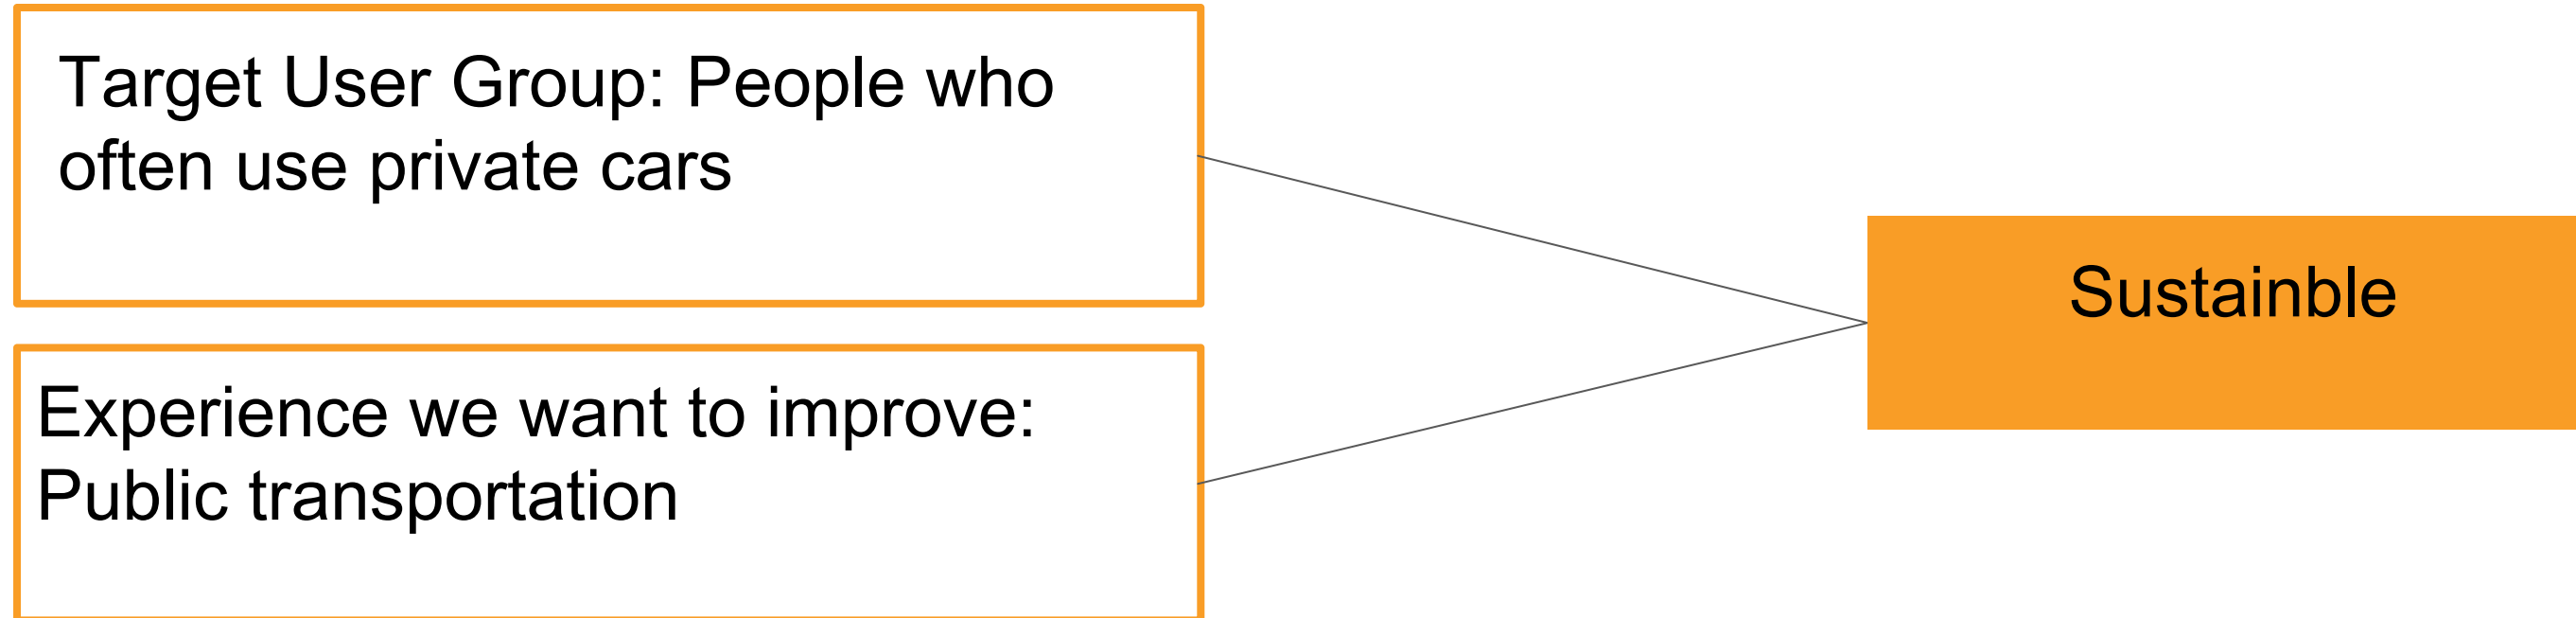 Target User Group: People who
often use private cars
Sustainble
Experience we want to improve:
Public transportation